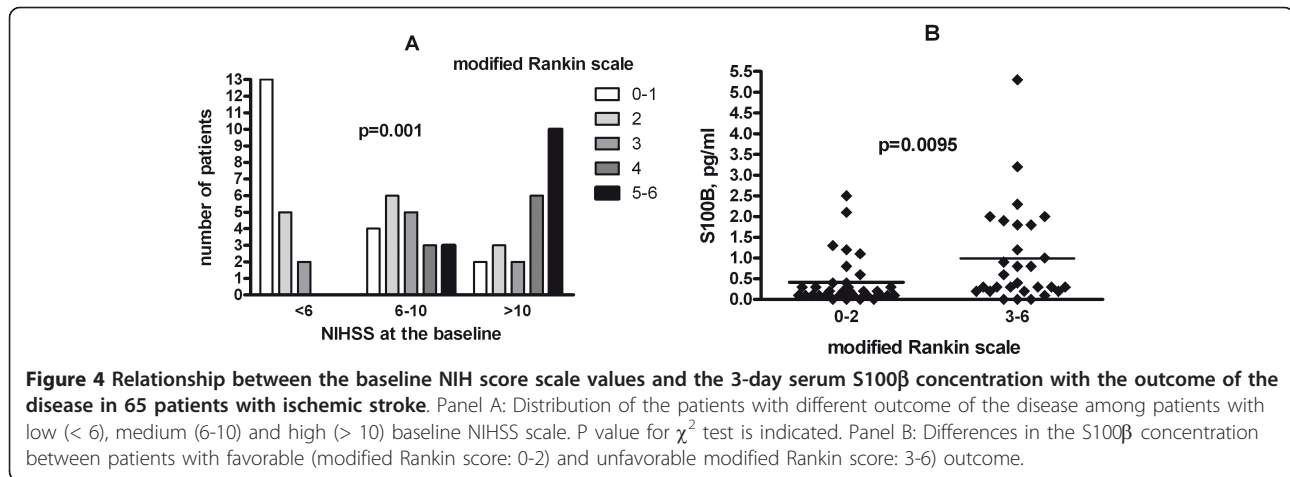 A
modified Rankin scale
0-1
2
3
4
5-6
p=0.001
number of patients
13
12
11
10
9
8
7
6
5
4
3
2
1
0
<6
6-10
>10
NIHSS at the baseline
B
5.5
5.0
4.5
4.0
3.5
3.0
2.5
2.0
1.5
1.0
0.5
0.0
S100B, pg/ml
p=0.0095
0-2
3-6
modified Rankin scale
Figure 4 Relationship between the baseline NIH score scale values and the 3-day serum S100β concentration with the outcome of the
disease in 65 patients with ischemic stroke. Panel A: Distribution of the patients with different outcome of the disease among patients with
low (< 6), medium (6-10) and high (> 10) baseline NIHSS scale. P value for χ² test is indicated. Panel B: Differences in the S100β concentration
between patients with favorable (modified Rankin score: 0-2) and unfavorable modified Rankin score: 3-6) outcome.